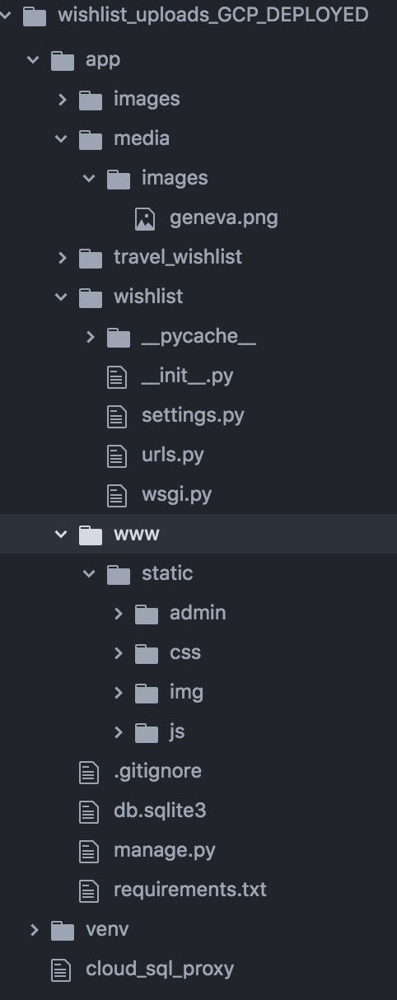 wishlist_uploads_GCP_DEPLOYED
app
images
media
images
geneva.png
travel_wishlist
wishlist
__pycache__
__init__.py
settings.py
urls.py
wsgi.py
www
static
admin
css
img
js
.gitignore
db.sqlite3
manage.py
requirements.txt
venv
cloud_sql_proxy